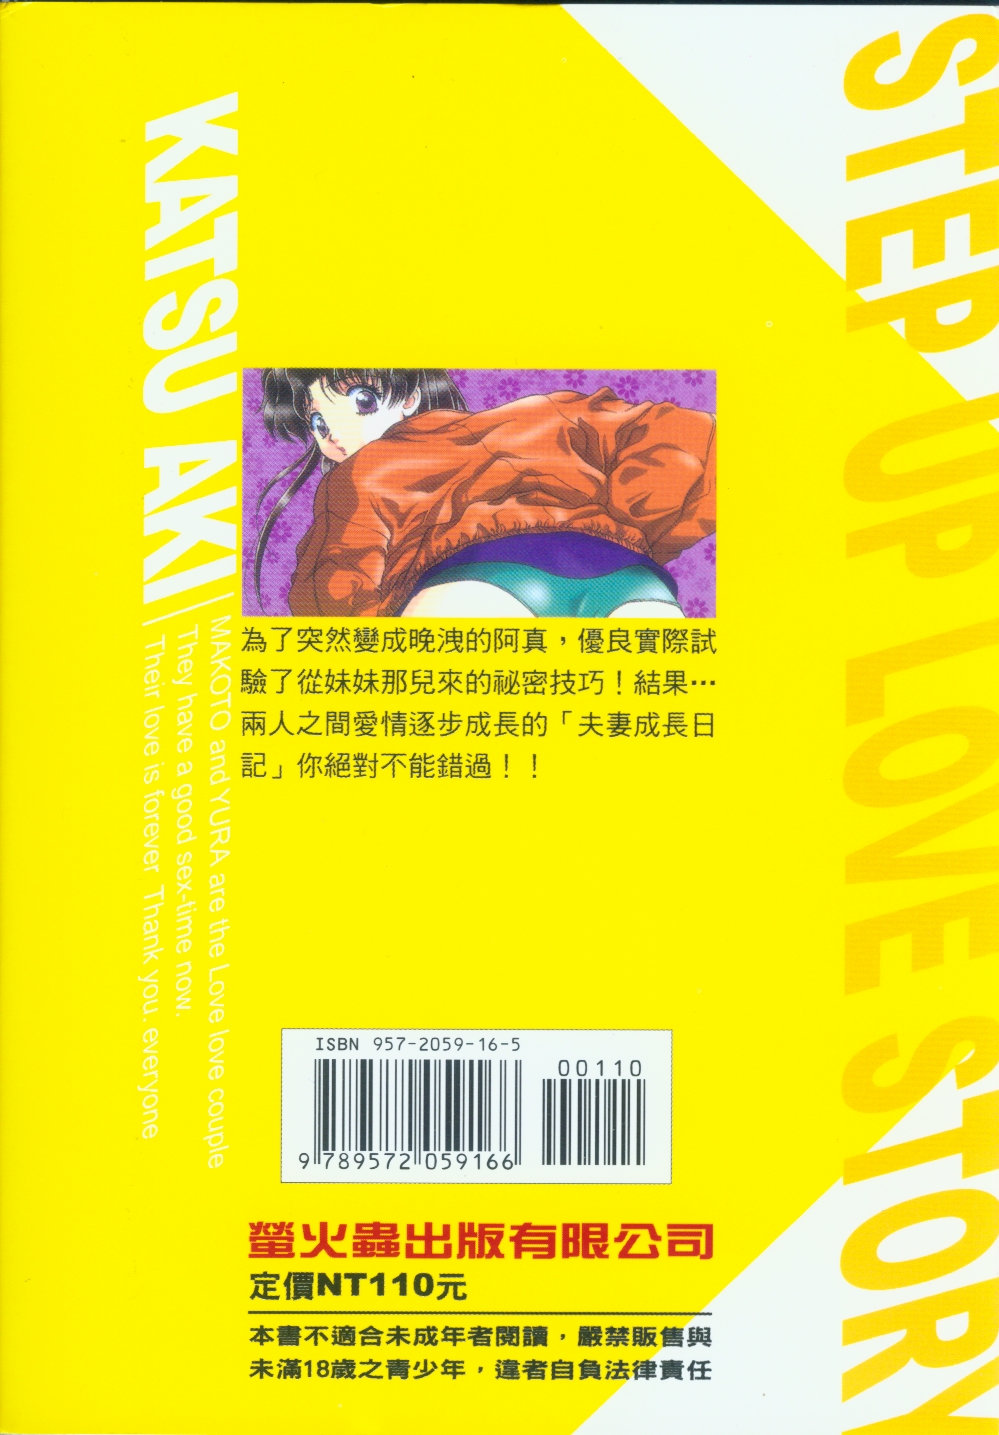 STEP UP LOVE STORY
KATSU AKI
MAKOTO and YURA are the Love love couple
They have a good sex-time now.
Their love is forever. Thank you. everyone
為了突然變成晚洩的阿真，優良實際試
驗了從妹妹那兒來的祕密技巧！結果…
兩人之間愛情逐步成長的「夫妻成長日
記」你絕對不能錯過！！
ISBN 957-2059-16-5
00110
9 789572 059166
螢火蟲出版有限公司
定價NT110元
本書不適合未成年者閱讀，嚴禁販售與
未滿18歲之青少年，違者自負法律責任